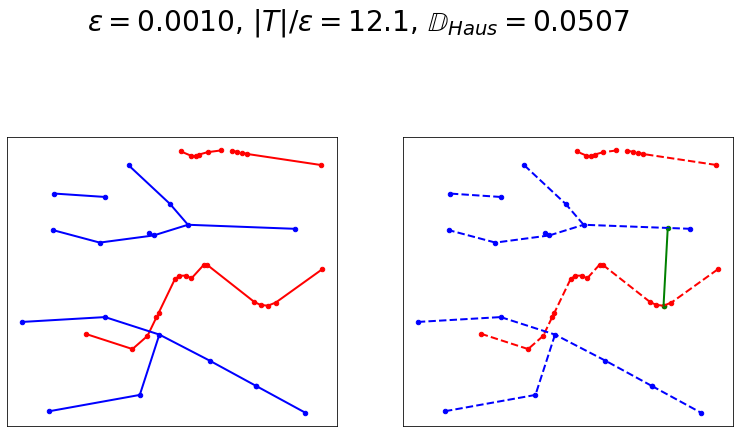 ε = 0.0010, |T|/ε = 12.1, 𝔻_Haus = 0.0507